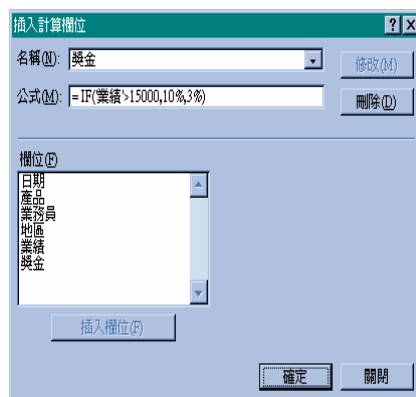 插入計算欄位
名稱(N): 獎金
修改(M)
公式(M): =IF('業績'>15000,10%,3%)
刪除(D)
欄位(F)
日期
產品
業務員
地區
業績
獎金
插入欄位(F)
確定
關閉